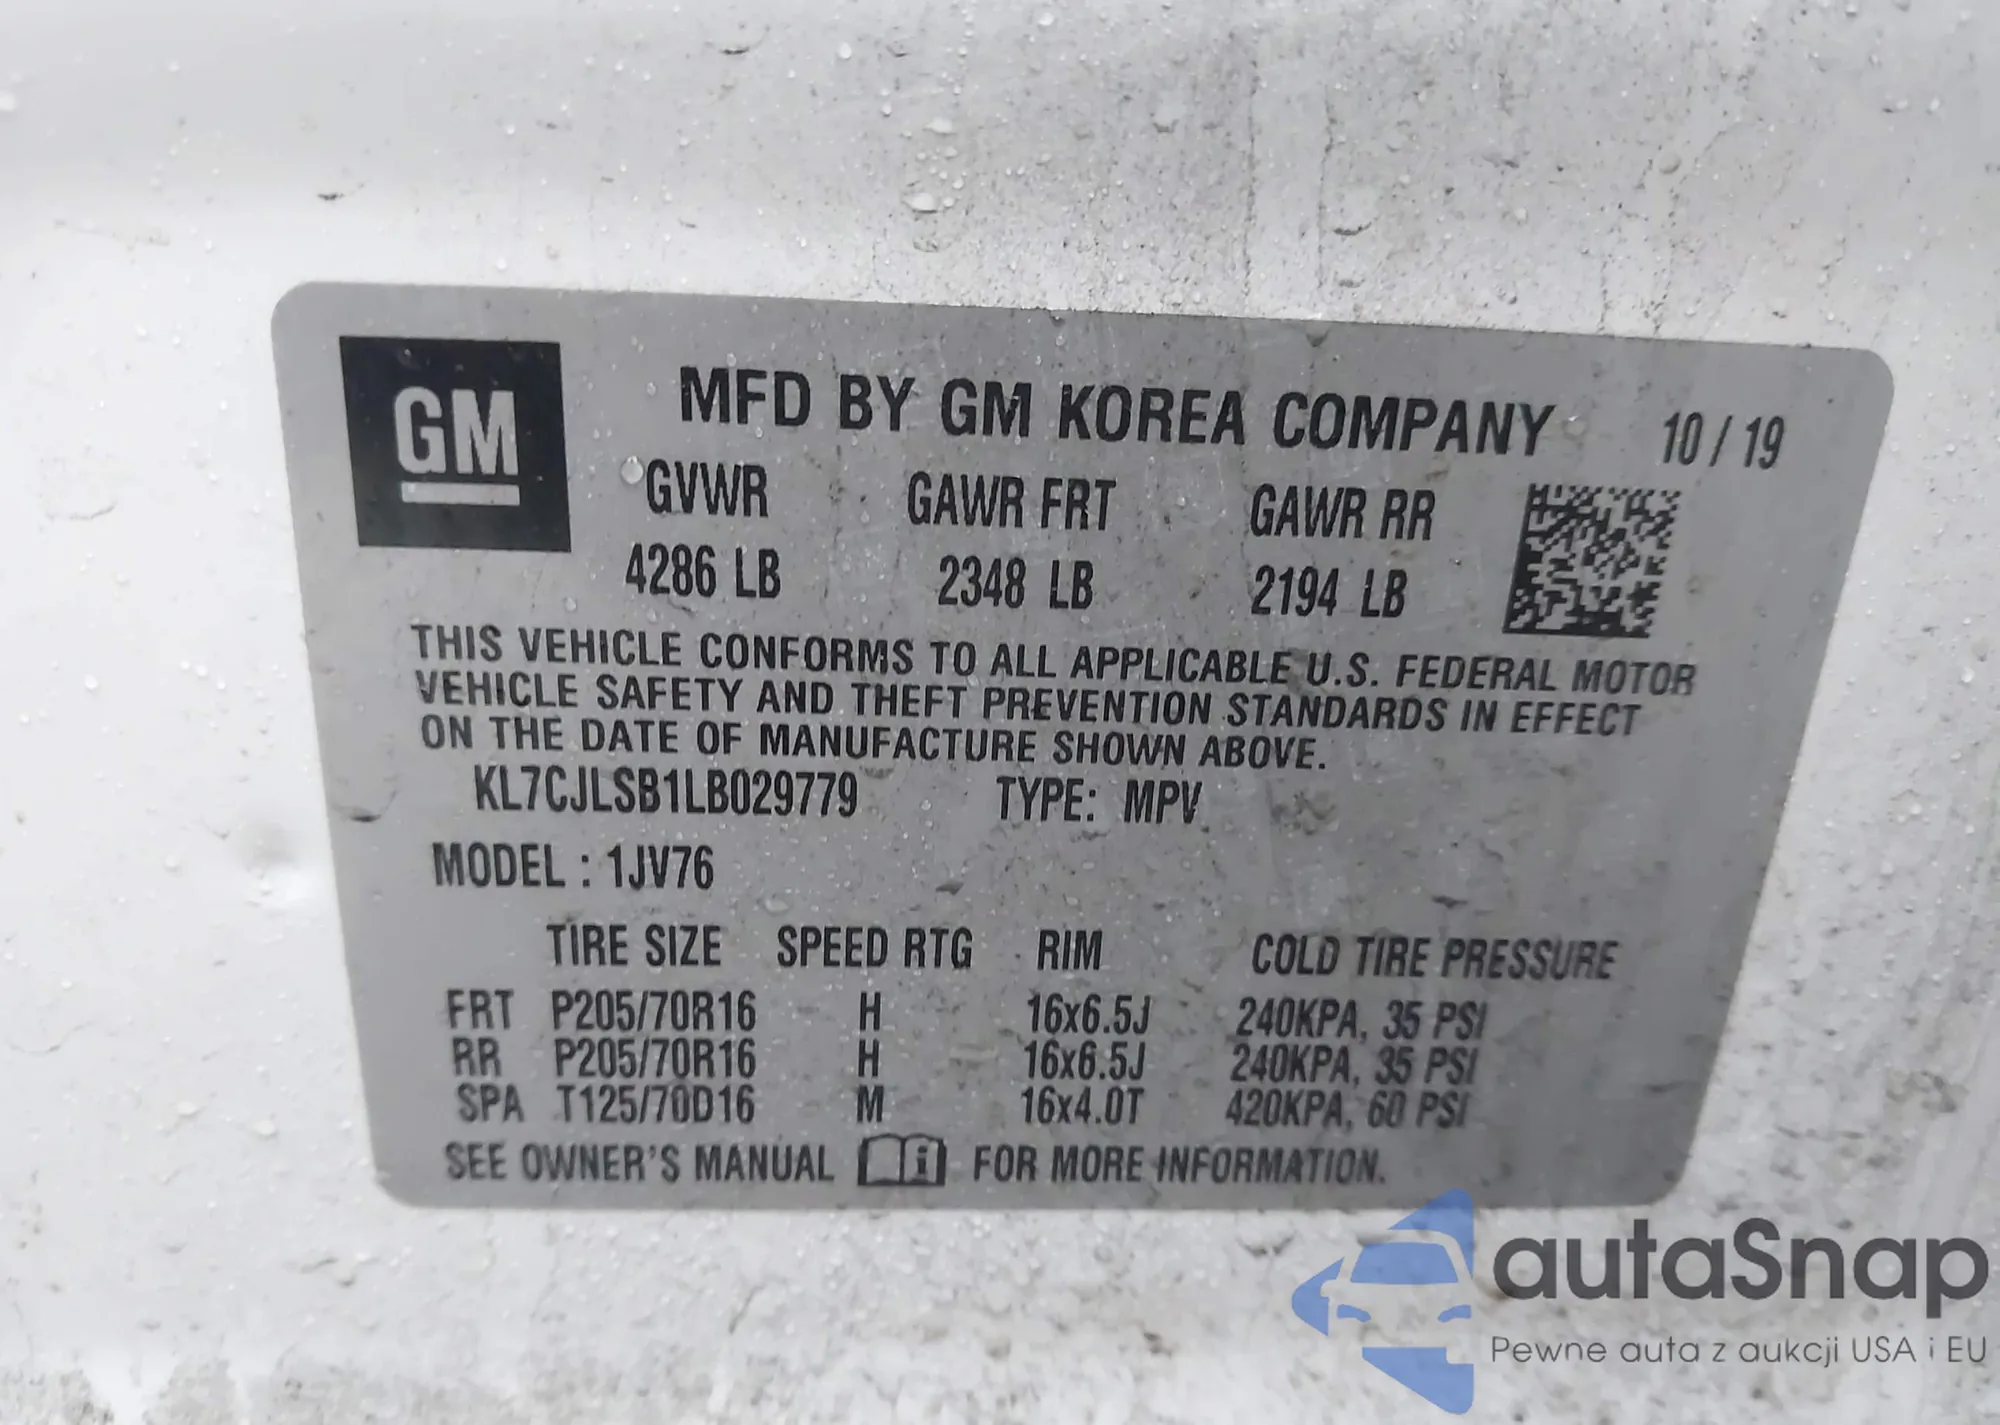 GM
MFD BY GM KOREA COMPANY 10 / 19
GVWR GAWR FRT GAWR RR
4286 LB 2348 LB 2194 LB
THIS VEHICLE CONFORMS TO ALL APPLICABLE U.S. FEDERAL MOTOR
VEHICLE SAFETY AND THEFT PREVENTION STANDARDS IN EFFECT
ON THE DATE OF MANUFACTURE SHOWN ABOVE.
KL7CJLSB1LB029779 TYPE: MPV
MODEL : 1JV76
TIRE SIZE SPEED RTG RIM COLD TIRE PRESSURE
FRT P205/70R16 H 16x6.5J 240KPA, 35 PSI
RR P205/70R16 H 16x6.5J 240KPA, 35 PSI
SPA T125/70D16 M 16x4.0T 420KPA, 60 PSI
SEE OWNER'S MANUAL i FOR MORE INFORMATION.
autaSnap
Pewne auta z aukcji USA i EU